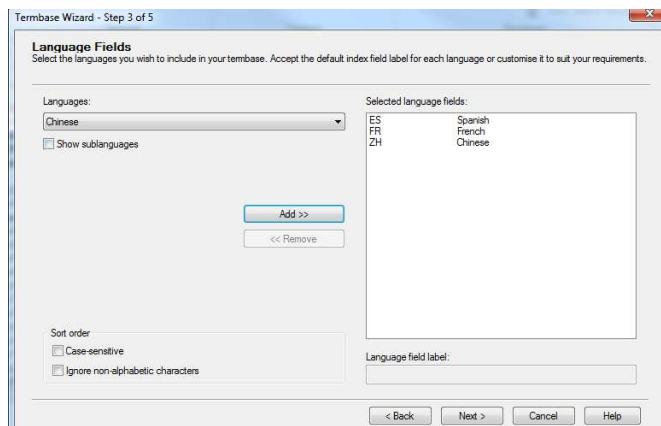 Termbase Wizard - Step 3 of 5
Language Fields
Select the languages you wish to include in your termbase. Accept the default index field label for each language or customise it to suit your requirements.
Languages:
Chinese
Show sublanguages
Add >>
<< Remove
Sort order
Case-sensitive
Ignore non-alphabetic characters
Selected language fields:
ES Spanish
FR French
ZH Chinese
Language field label:
< Back Next > Cancel Help